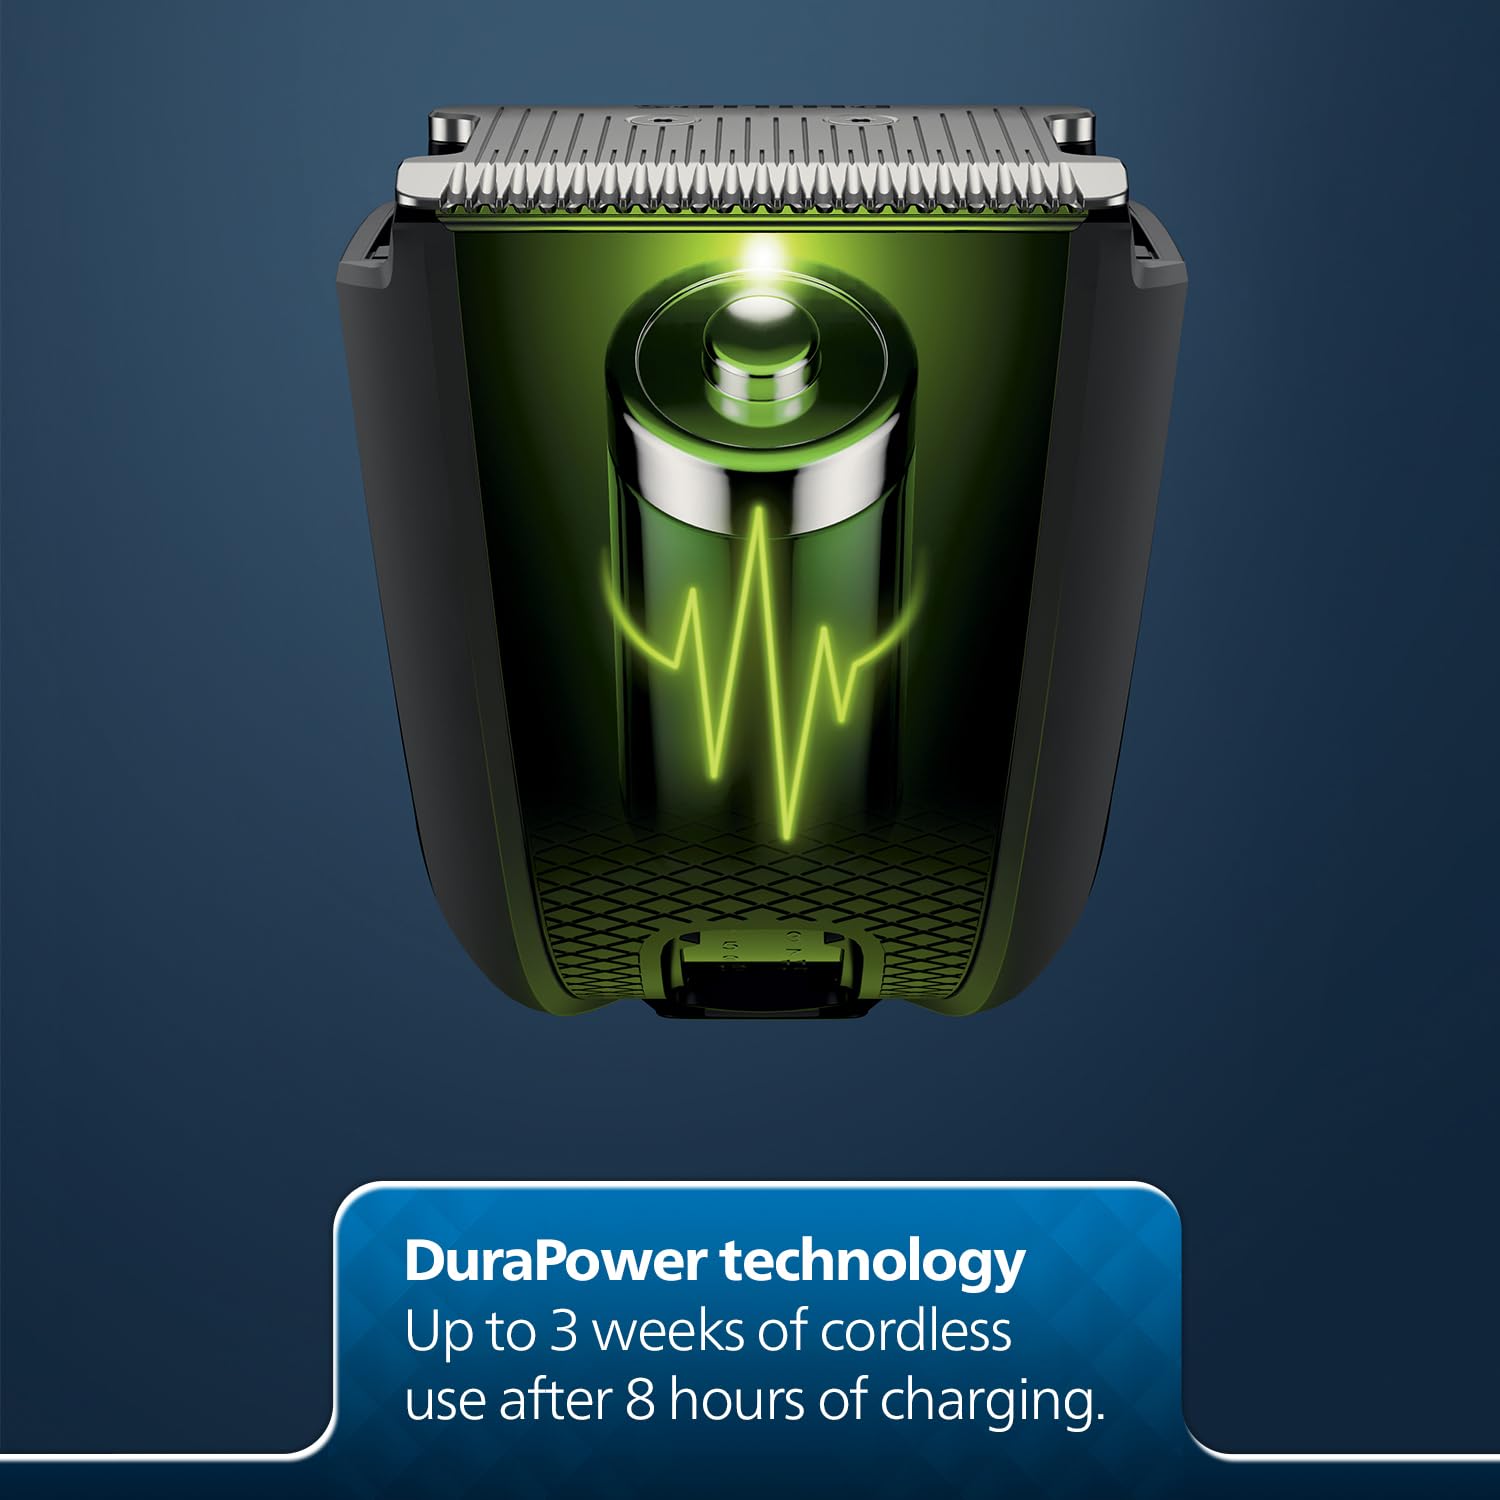 DuraPower technology
Up to 3 weeks of cordless
use after 8 hours of charging.